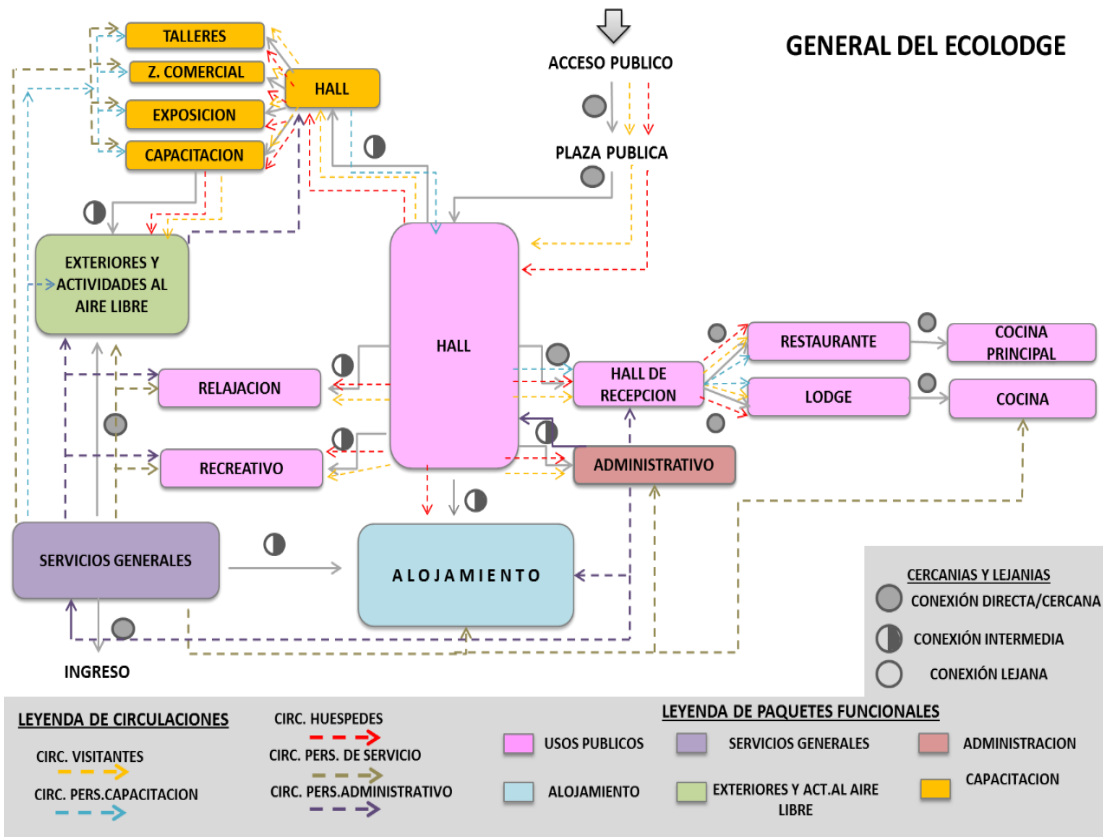 GENERAL DEL ECOLODGE
ACCESO PUBLICO
PLAZA PUBLICA
TALLERES
Z. COMERCIAL
EXPOSICION
CAPACITACION
HALL
EXTERIORES Y
ACTIVIDADES AL
AIRE LIBRE
HALL
RELAJACION
RECREATIVO
HALL DE
RECEPCION
RESTAURANTE
COCINA
PRINCIPAL
LODGE
COCINA
ADMINISTRATIVO
SERVICIOS GENERALES
ALOJAMIENTO
INGRESO
CERCANIAS Y LEJANIAS
CONEXIÓN DIRECTA/CERCANA
CONEXIÓN INTERMEDIA
CONEXIÓN LEJANA
LEYENDA DE CIRCULACIONES
CIRC. VISITANTES
CIRC. PERS.CAPACITACION
CIRC. HUESPEDES
CIRC. PERS. DE SERVICIO
CIRC. PERS.ADMINISTRATIVO
LEYENDA DE PAQUETES FUNCIONALES
USOS PUBLICOS
SERVICIOS GENERALES
ADMINISTRACION
ALOJAMIENTO
EXTERIORES Y ACT.AL AIRE
LIBRE
CAPACITACION